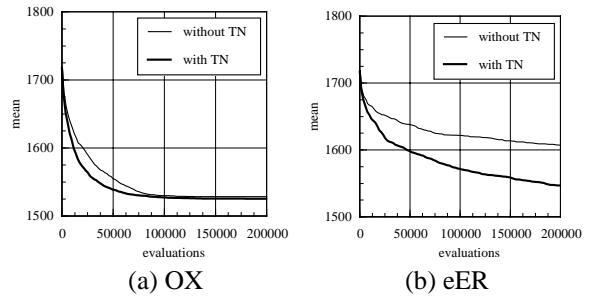 1800
1700
1600
1500
mean
without TN
with TN
0 50000 100000 150000 200000
evaluations
(a) OX
1800
1700
1600
1500
mean
without TN
with TN
0 50000 100000 150000 200000
evaluations
(b) eER